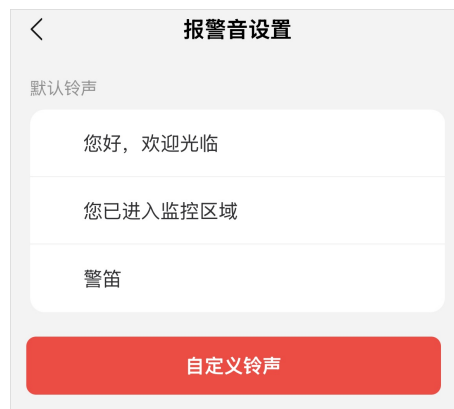 报警音设置
默认铃声
您好，欢迎光临
您已进入监控区域
警笛
自定义铃声